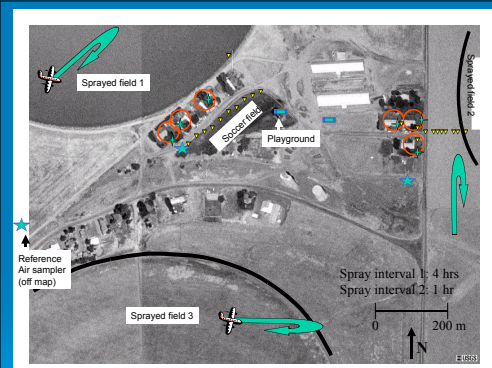 Sprayed field 1
Sprayed field 2
Soccer field
Playground
Reference
Air sampler
(off map)
Spray interval 1: 4 hrs
Spray interval 2: 1 hr
0 200 m
N
Sprayed field 3
USGS